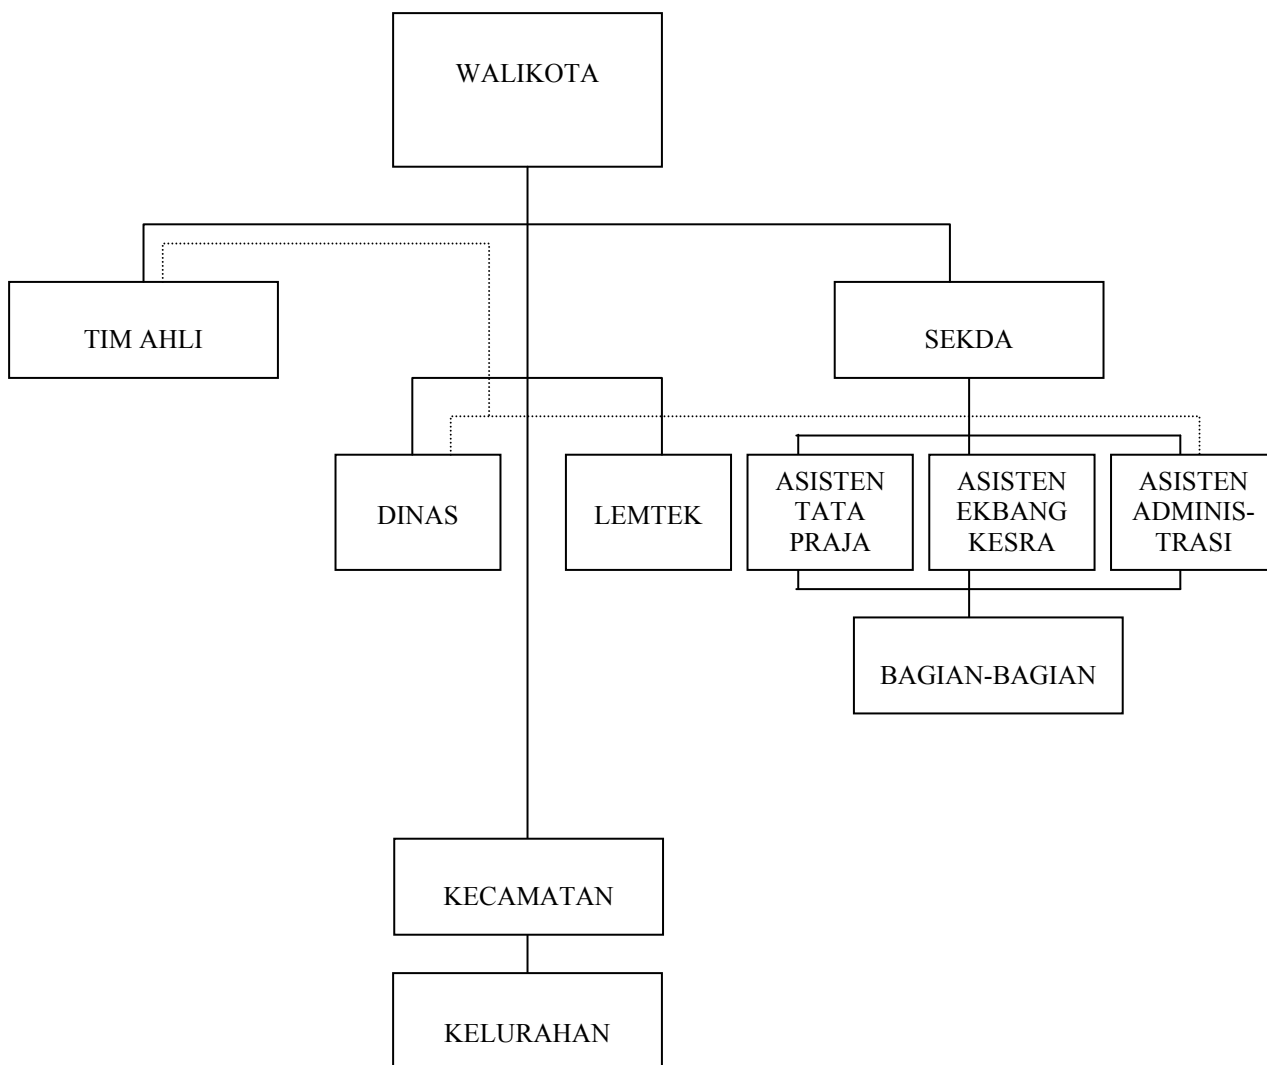 WALIKOTA
TIM AHLI
SEKDA
DINAS
LEMTEK
ASISTEN
TATA
PRAJA
ASISTEN
EKBANG
KESRA
ASISTEN
ADMINIS-
TRASI
BAGIAN-BAGIAN
KECAMATAN
KELURAHAN